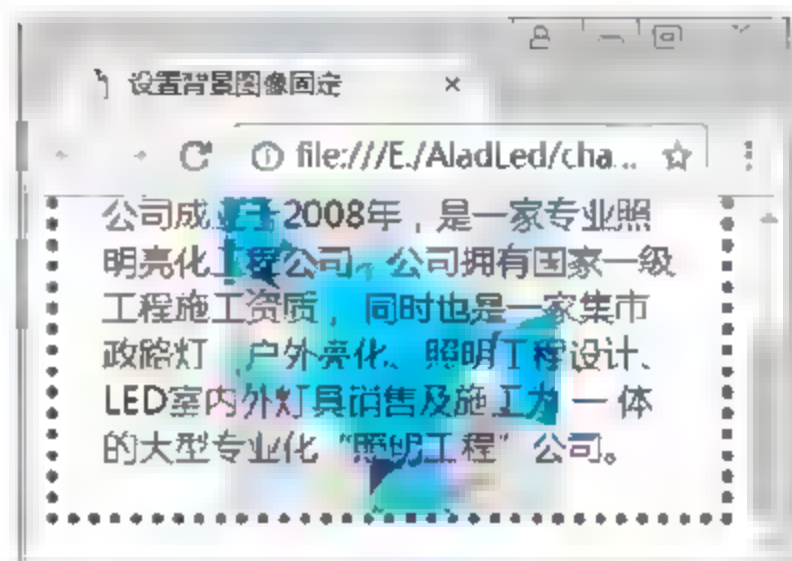 设置背景图像固定 ×
file:///E./AladLed/cha...
公司成业于2008年，是一家专业照
明亮化工程公司。公司拥有国家一级
工程施工资质， 同时也是一家集市
政路灯 ,户外亮化、照明工程设计、
LED室内外灯具销售及施工为一体
的大型专业化“照明工程”公司。